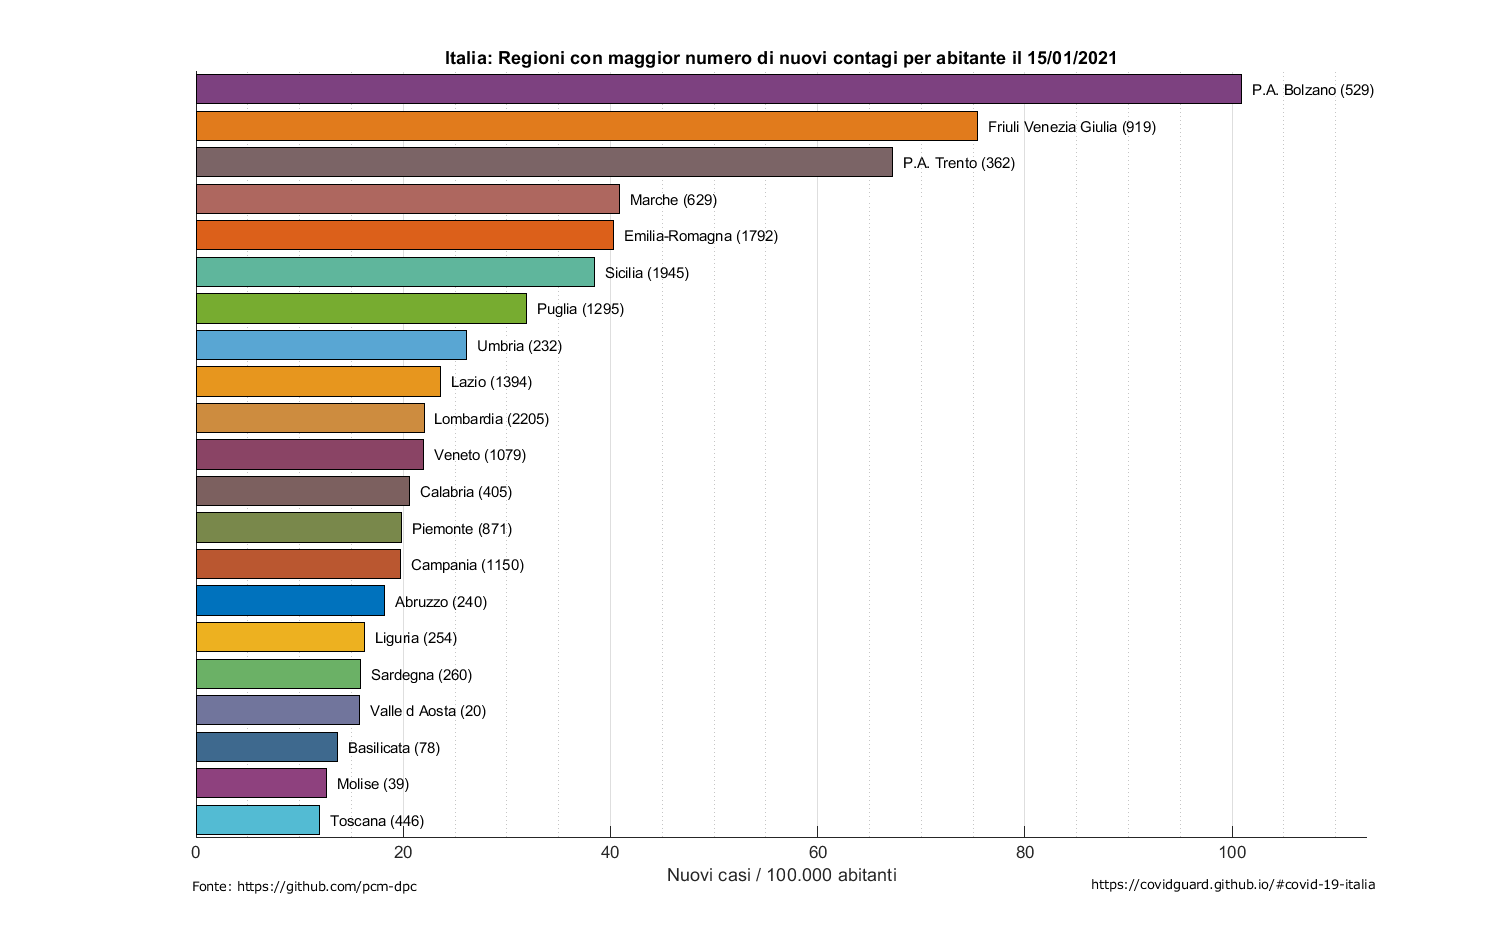 Italia: Regioni con maggior numero di nuovi contagi per abitante il 15/01/2021
P.A. Bolzano (529)
Friuli Venezia Giulia (919)
P.A. Trento (362)
Marche (629)
Emilia-Romagna (1792)
Sicilia (1945)
Puglia (1295)
Umbria (232)
Lazio (1394)
Lombardia (2205)
Veneto (1079)
Calabria (405)
Piemonte (871)
Campania (1150)
Abruzzo (240)
Liguria (254)
Sardegna (260)
Valle d Aosta (20)
Basilicata (78)
Molise (39)
Toscana (446)
0 20 40 60 80 100
Nuovi casi / 100.000 abitanti
Fonte: https://github.com/pcm-dpc
https://covidguard.github.io/#covid-19-italia